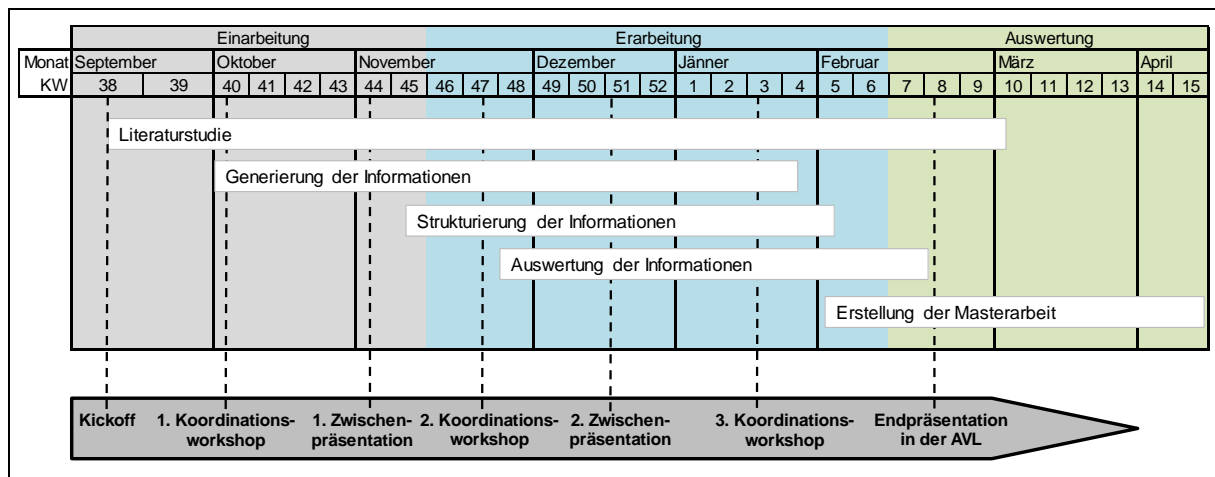 Einarbeitung Erarbeitung Auswertung
Monat September Oktober November Dezember Jänner Februar März April
KW 38 39 40 41 42 43 44 45 46 47 48 49 50 51 52 1 2 3 4 5 6 7 8 9 10 11 12 13 14 15
Literaturstudie
Generierung der Informationen
Strukturierung der Informationen
Auswertung der Informationen
Erstellung der Masterarbeit
Kickoff 1. Koordinations- 1. Zwischen- 2. Koordinations- 2. Zwischen- 3. Koordinations- Endpräsentation
workshop präsentation workshop präsentation workshop in der AVL